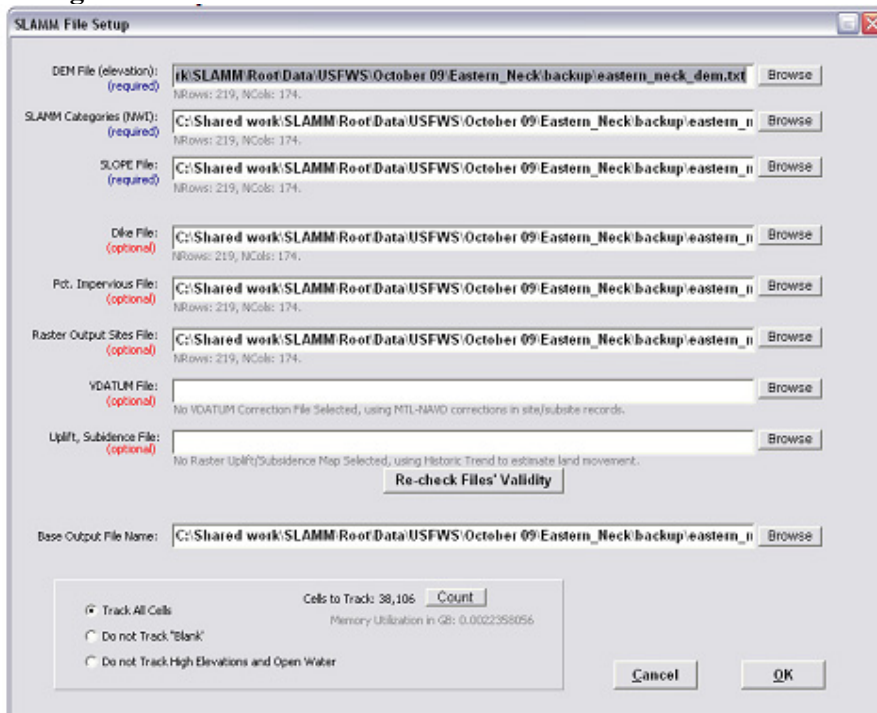 SLAMM File Setup
DEM File (elevation): rk\SLAMM\Root\Data\USFWS\October 09\Eastern_Neck\backup\eastern_neck_dem.txt Browse
(required)
NRows: 219, NCols: 174.
SLAMM Categories (NWI): C:\Shared work\SLAMM\Root\Data\USFWS\October 09\Eastern_Neck\backup\eastern_n Browse
(required)
NRows: 219, NCols: 174.
SLOPE File: C:\Shared work\SLAMM\Root\Data\USFWS\October 09\Eastern_Neck\backup\eastern_n Browse
(required)
NRows: 219, NCols: 174.
Dike File: C:\Shared work\SLAMM\Root\Data\USFWS\October 09\Eastern_Neck\backup\eastern_n Browse
(optional)
NRows: 219, NCols: 174.
Pct. Impervious File: C:\Shared work\SLAMM\Root\Data\USFWS\October 09\Eastern_Neck\backup\eastern_n Browse
(optional)
NRows: 219, NCols: 174.
Raster Output Sites File: C:\Shared work\SLAMM\Root\Data\USFWS\October 09\Eastern_Neck\backup\eastern_n Browse
(optional)
NRows: 219, NCols: 174.
VDATUM File: Browse
(optional)
No VDATUM Correction File Selected, using MTL-NAVD corrections in site/subsite records.
Uplift, Subidence File: Browse
(optional)
No Raster Uplift/Subsidence Map Selected, using Historic Trend to estimate land movement.
Re-check Files' Validity
Base Output File Name: C:\Shared work\SLAMM\Root\Data\USFWS\October 09\Eastern_Neck\backup\eastern_n Browse
Cells to Track: 38,106 Count
Track All Cells
Memory Utilization in GB: 0.0022358056
Do not Track "Blank"
Do not Track High Elevations and Open Water
Cancel OK